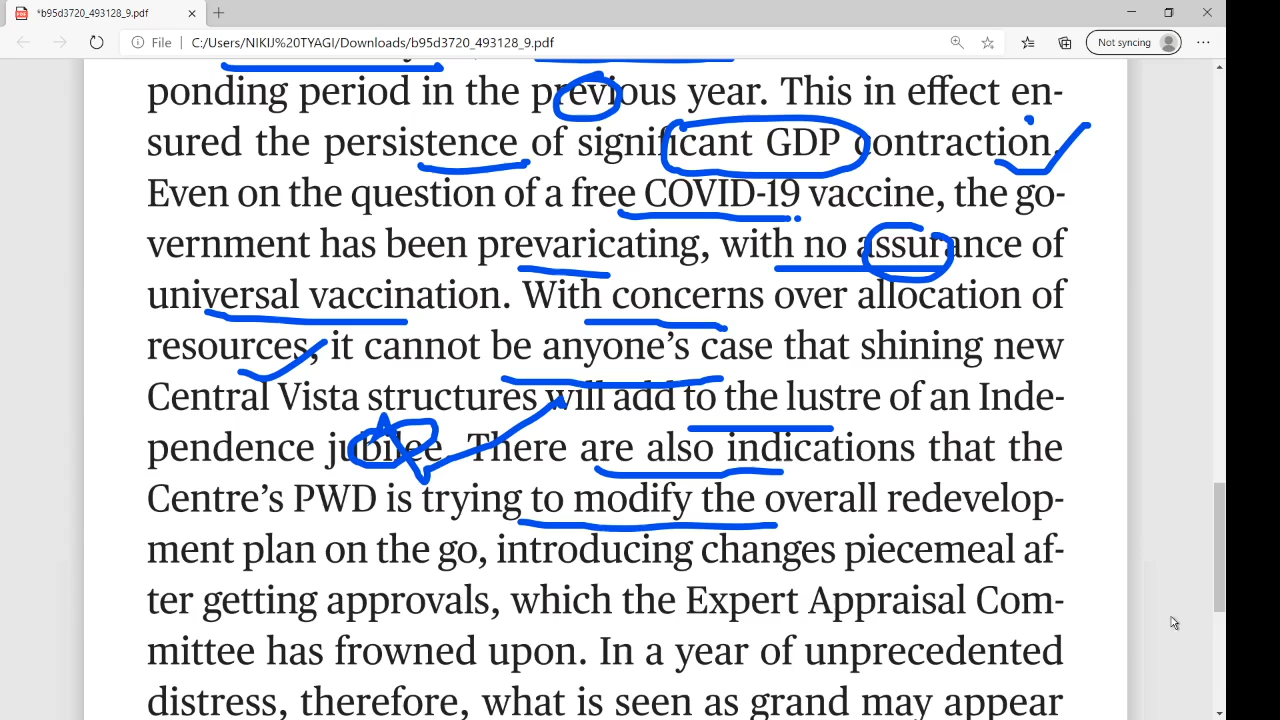 *b95d3720_493128_9.pdf
File | C:/Users/NIKIJ%20TYAGI/Downloads/b95d3720_493128_9.pdf Not syncing
ponding period in the previous year. This in effect en-
sured the persistence of significant GDP contraction.
Even on the question of a free COVID-19 vaccine, the go-
vernment has been prevaricating, with no assurance of
universal vaccination. With concerns over allocation of
resources, it cannot be anyone's case that shining new
Central Vista structures will add to the lustre of an Inde-
pendence jubilee. There are also indications that the
Centre's PWD is trying to modify the overall redevelop-
ment plan on the go, introducing changes piecemeal af-
ter getting approvals, which the Expert Appraisal Com-
mittee has frowned upon. In a year of unprecedented
distress, therefore, what is seen as grand may appear